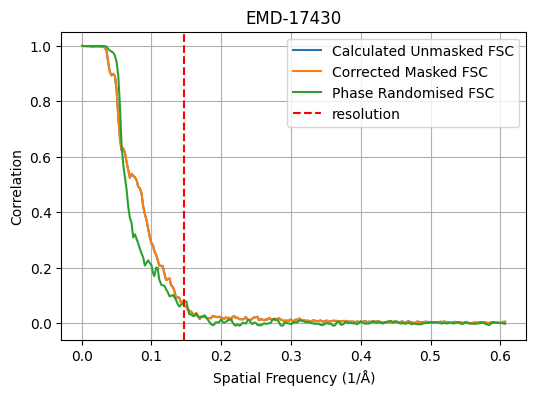 EMD-17430
Calculated Unmasked FSC
Corrected Masked FSC
Phase Randomised FSC
resolution
Correlation
1.0
0.8
0.6
0.4
0.2
0.0
0.0 0.1 0.2 0.3 0.4 0.5 0.6
Spatial Frequency (1/Å)